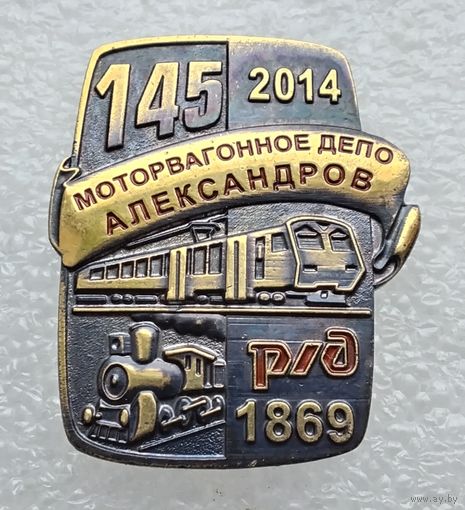 145 2014
МОТОРВАГОННОЕ ДЕПО
АЛЕКСАНДРОВ
РЖД
1869
www.ay.by